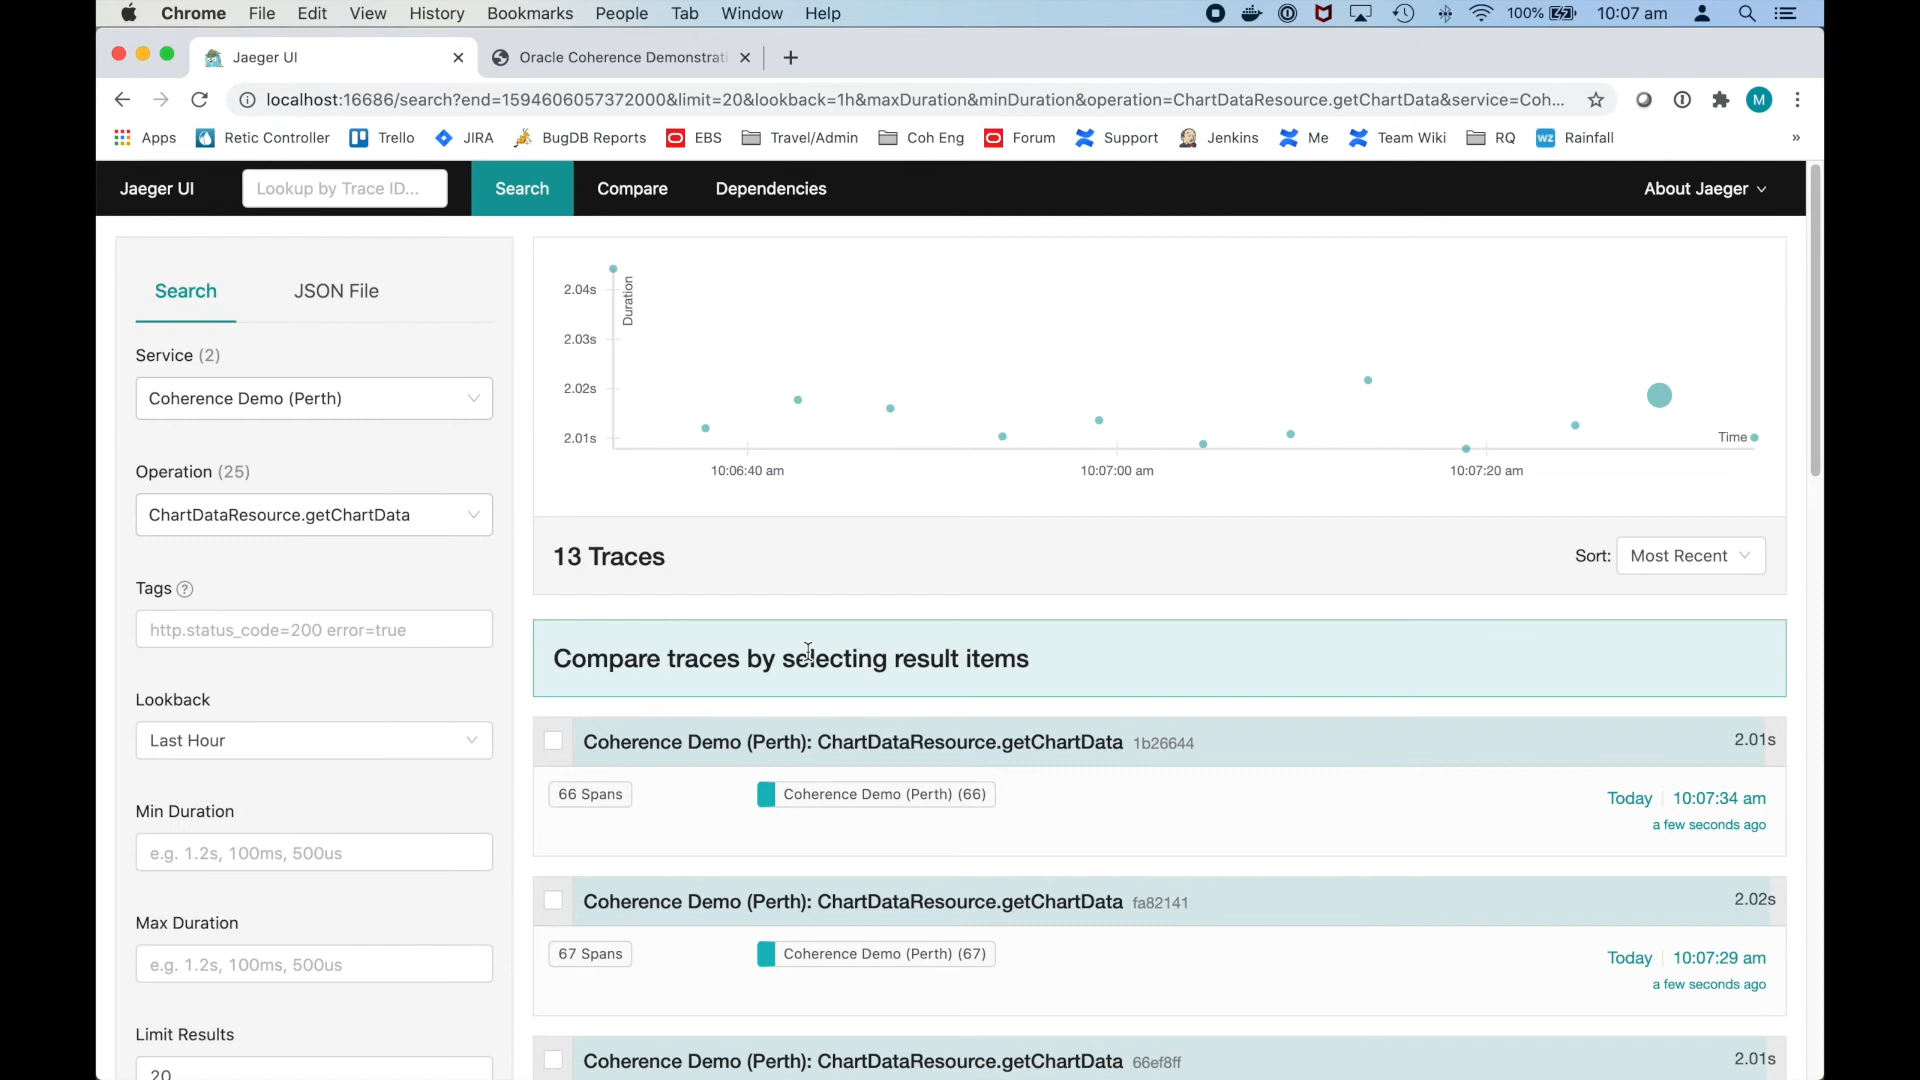 Chrome File Edit View History Bookmarks People Tab Window Help 100% 10:07 am
Jaeger UI
Oracle Coherence Demonstrati
localhost:16686/search?end=1594606057372000&limit=20&lookback=1h&maxDuration&minDuration&operation=ChartDataResource.getChartData&service=Coh... M
Apps Retic Controller Trello JIRA BugDB Reports EBS Travel/Admin Coh Eng Forum Support Jenkins Me Team Wiki RQ wz Rainfall »
Jaeger UI Lookup by Trace ID... Search Compare Dependencies About Jaeger
Search JSON File
Service (2)
Coherence Demo (Perth)
Operation (25)
ChartDataResource.getChartData
Tags ?
http.status_code=200 error=true
Lookback
Last Hour
Min Duration
e.g. 1.2s, 100ms, 500us
Max Duration
e.g. 1.2s, 100ms, 500us
Limit Results
20
Duration
2.04s
2.03s
2.02s
2.01s
Time
10:06:40 am 10:07:00 am 10:07:20 am
13 Traces Sort: Most Recent
Compare traces by selecting result items
Coherence Demo (Perth): ChartDataResource.getChartData 1b26644 2.01s
66 Spans Coherence Demo (Perth) (66) Today 10:07:34 am
a few seconds ago
Coherence Demo (Perth): ChartDataResource.getChartData fa82141 2.02s
67 Spans Coherence Demo (Perth) (67) Today 10:07:29 am
a few seconds ago
Coherence Demo (Perth): ChartDataResource.getChartData 66ef8ff 2.01s